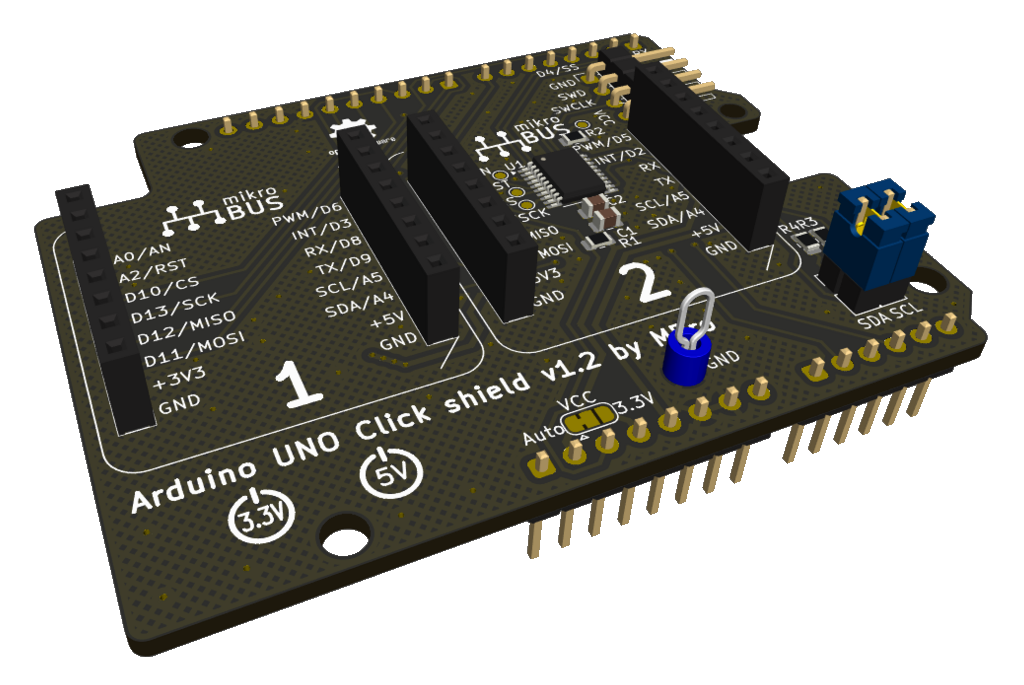 mikro
BUS
A0/AN
A2/RST
D10/CS
D13/SCK
D12/MISO
D11/MOSI
+3V3
GND
PWM/D6
INT/D3
RX/D8
TX/D9
SCL/A5
SDA/A4
+5V
GND
1
mikro
BUS
U1
SCK
MISO
MOSI
GND
R2
C2
C1
R1
PWM/D5
INT/D2
RX
TX
SCL/A5
SDA/A4
+5V
GND
2
D4/SS
GND
SWD
SWCLK
VCC
R4R3
SDA SCL
GND
Arduino UNO Click shield v1.2 by
VCC
Auto
3.3V
3.3V
5V